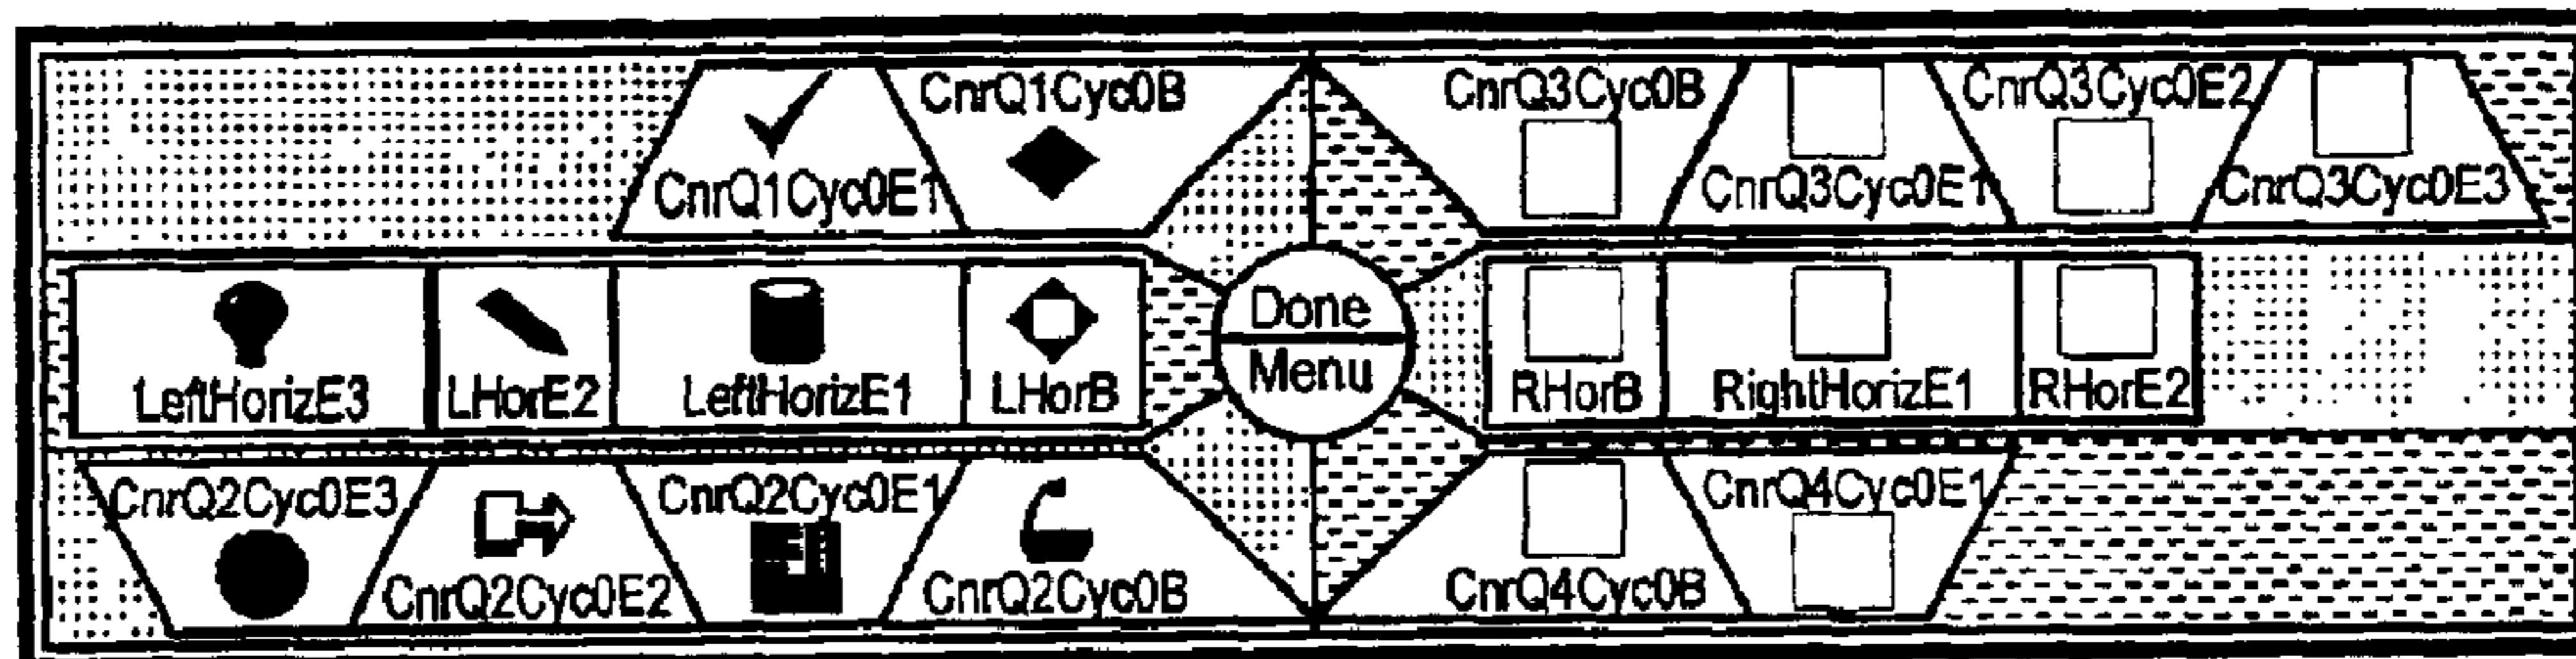 CnrQ1Cyc0E1
CnrQ1Cyc0B
CnrQ3Cyc0B
CnrQ3Cyc0E1
CnrQ3Cyc0E2
CnrQ3Cyc0E3
LeftHorizE3
LHorE2
LeftHorizE1
LHorB
Done
Menu
RHorB
RightHorizE1
RHorE2
CnrQ2Cyc0E3
CnrQ2Cyc0E2
CnrQ2Cyc0E1
CnrQ2Cyc0B
CnrQ4Cyc0B
CnrQ4Cyc0E1